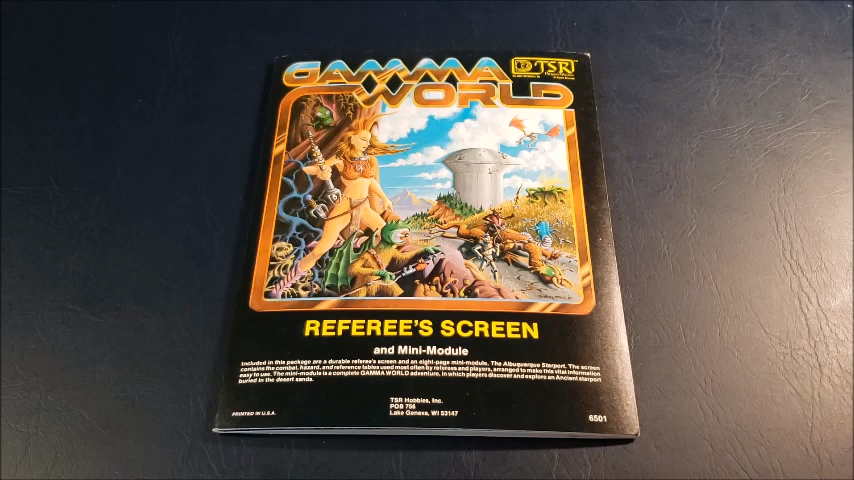 GAMMA
WORLD
TSR
REFEREE'S SCREEN
and Mini-Module
Included in this package are a durable referee's screen and an eight-page mini-module, The Albuquerque Starport. The screen
contains the combat, hazard, and reference tables used most often by referees and players, arranged to make this vital information
easy to use. The mini-module is a complete GAMMA WORLD adventure, in which players discover and explore an Ancient starport
buried in the desert sands.
TSR Hobbies, Inc.
POB 756
Lake Geneva, WI 53147
PRINTED IN U.S.A.
6501